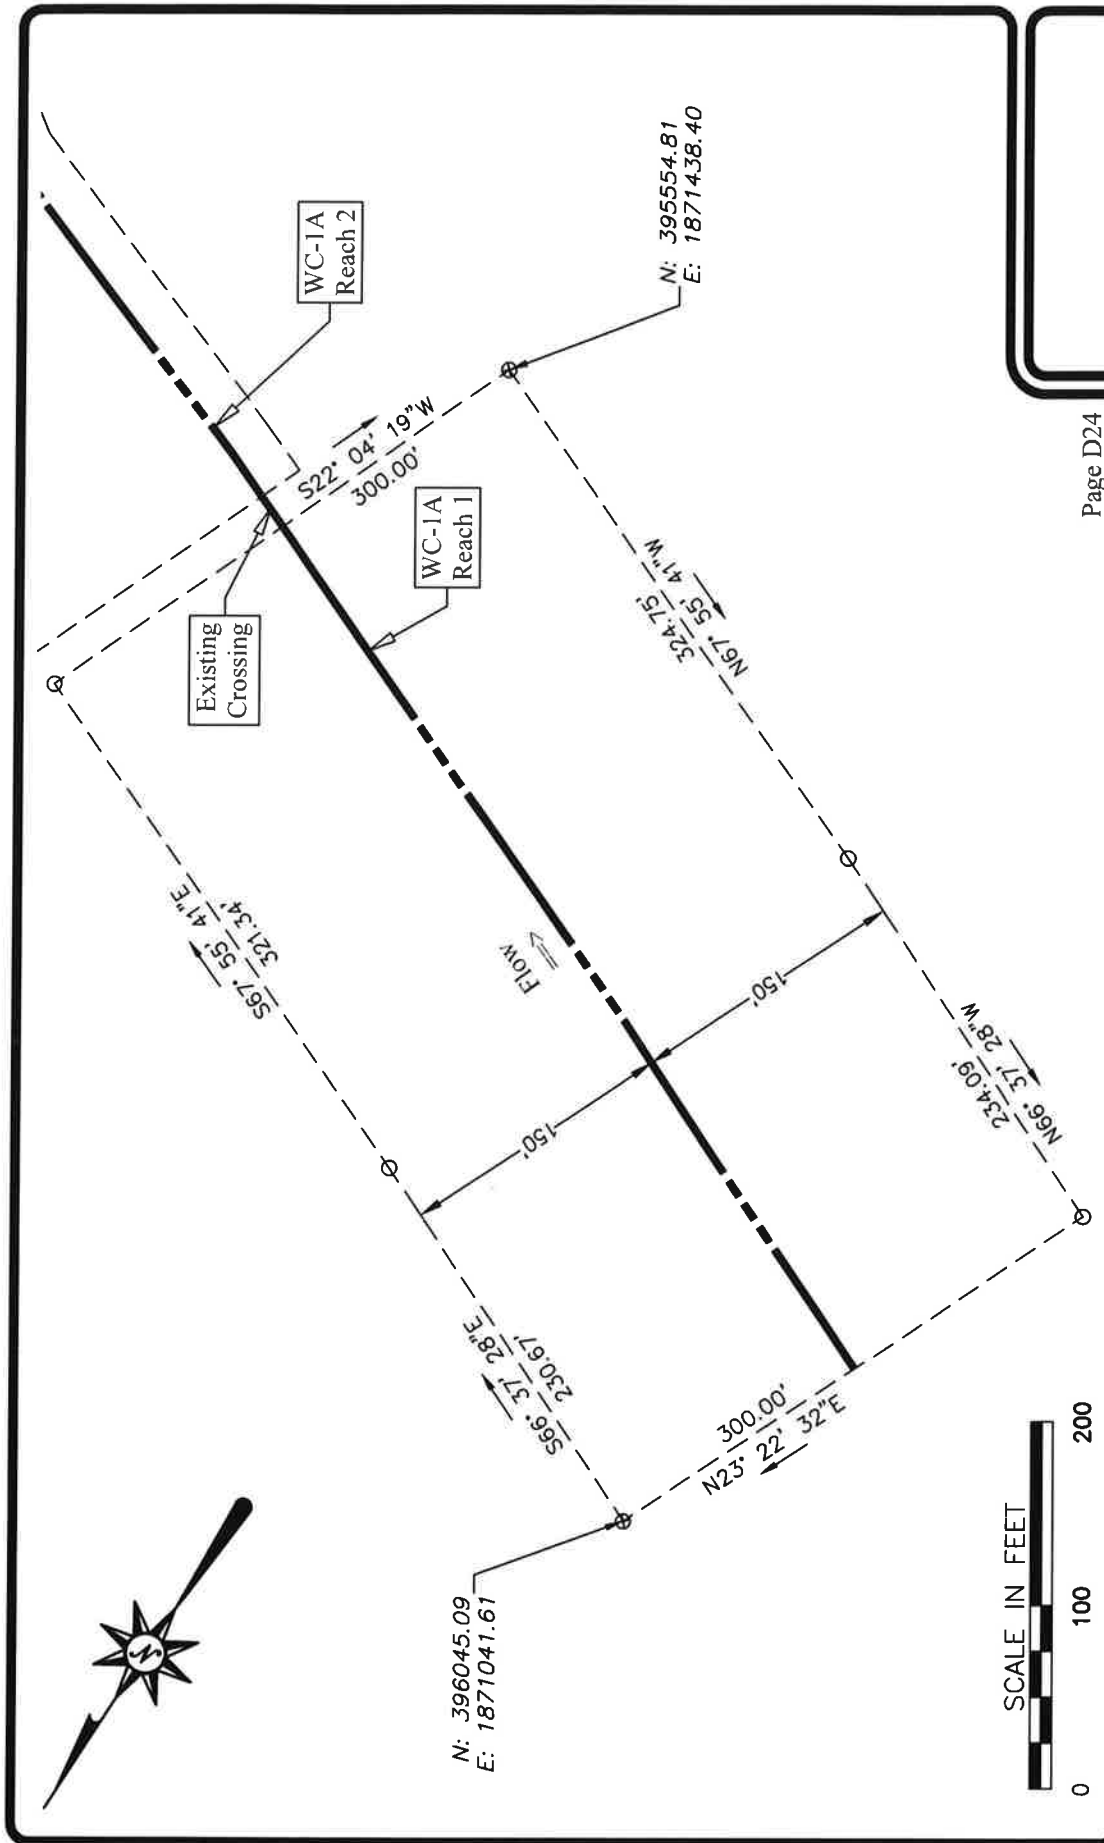 N: 395554.81
E: 1871438.40
WC-1A
Reach 2
S22° 04' 19"W
300.00'
WC-1A
Reach 1
Existing
Crossing
324.75'
N67° 55' 41"W
S67° 55' 41"E
321.34'
Flow
150'
150'
234.09'
N66° 37' 28"W
S66° 37' 28"E
230.67'
300.00'
N23° 22' 32"E
N: 396045.09
E: 1871041.61
N
SCALE IN FEET
0 100 200
Page D24